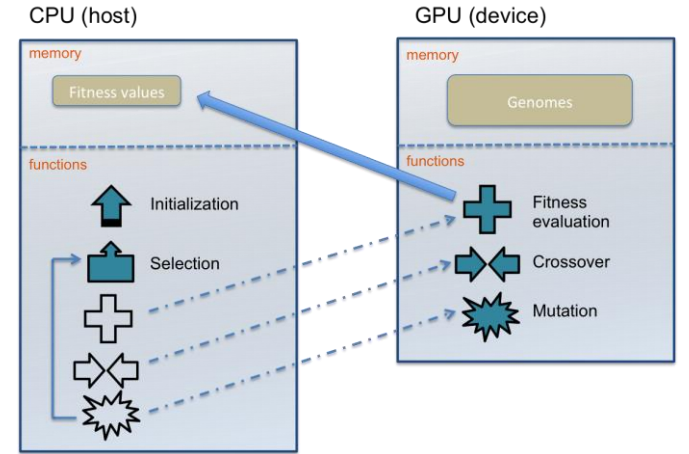 CPU (host)
memory
Fitness values
functions
Initialization
Selection
GPU (device)
memory
Genomes
functions
Fitness
evaluation
Crossover
Mutation